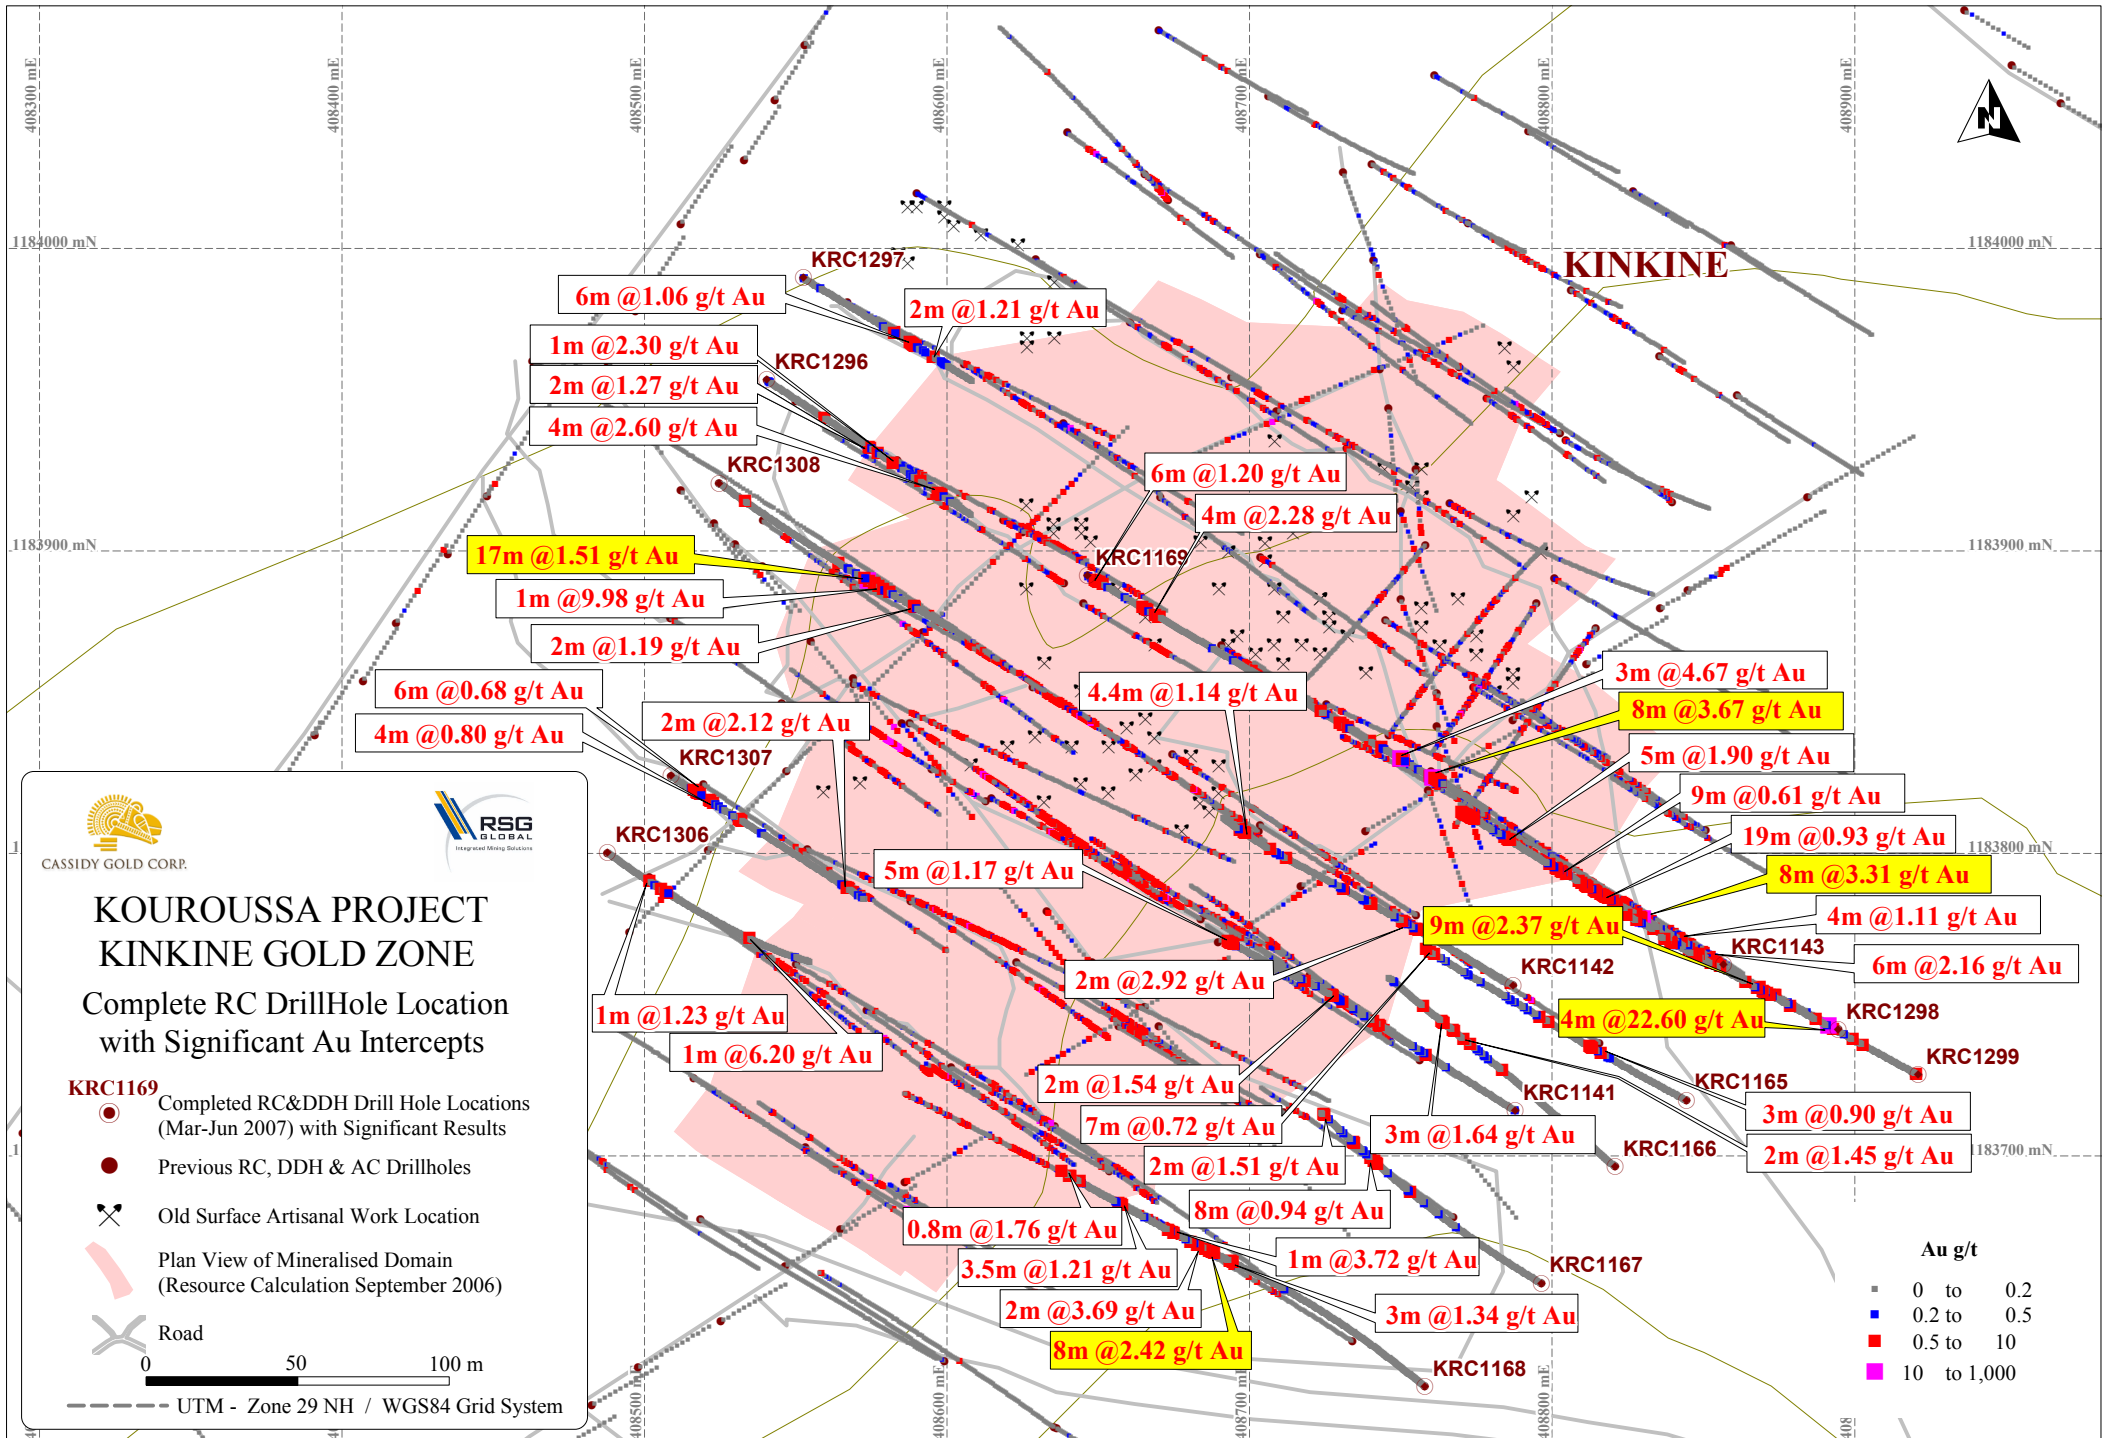 408300 mE
408400 mE
408500 mE
408600 mE
408700 mE
408800 mE
408900 mE
N
1184000 mN
1184000 mN
KINKINE
KRC1297
6m @1.06 g/t Au
2m @1.21 g/t Au
1m @2.30 g/t Au
KRC1296
2m @1.27 g/t Au
4m @2.60 g/t Au
KRC1308
6m @1.20 g/t Au
4m @2.28 g/t Au
1183900 mN
1183900 mN
17m @1.51 g/t Au
KRC1169
1m @9.98 g/t Au
2m @1.19 g/t Au
6m @0.68 g/t Au
4m @0.80 g/t Au
2m @2.12 g/t Au
4.4m @1.14 g/t Au
3m @4.67 g/t Au
8m @3.67 g/t Au
5m @1.90 g/t Au
KRC1307
9m @0.61 g/t Au
KRC1306
19m @0.93 g/t Au
1183800 mN
5m @1.17 g/t Au
8m @3.31 g/t Au
4m @1.11 g/t Au
9m @2.37 g/t Au
KRC1143
6m @2.16 g/t Au
2m @2.92 g/t Au
KRC1142
1m @1.23 g/t Au
4m @22.60 g/t Au
KRC1298
1m @6.20 g/t Au
KRC1299
2m @1.54 g/t Au
KRC1141
KRC1165
7m @0.72 g/t Au
3m @1.64 g/t Au
3m @0.90 g/t Au
2m @1.51 g/t Au
KRC1166
2m @1.45 g/t Au
1183700 mN
8m @0.94 g/t Au
0.8m @1.76 g/t Au
1m @3.72 g/t Au
3.5m @1.21 g/t Au
KRC1167
2m @3.69 g/t Au
3m @1.34 g/t Au
8m @2.42 g/t Au
KRC1168
CASSIDY GOLD CORP.
RSG
GLOBAL
Integrated Mining Solutions
KOUROUSSA PROJECT
KINKINE GOLD ZONE
Complete RC DrillHole Location
with Significant Au Intercepts
KRC1169
Completed RC&DDH Drill Hole Locations
(Mar-Jun 2007) with Significant Results
Previous RC, DDH & AC Drillholes
Old Surface Artisanal Work Location
Plan View of Mineralised Domain
(Resource Calculation September 2006)
Road
0 50 100 m
UTM - Zone 29 NH / WGS84 Grid System
Au g/t
0 to 0.2
0.2 to 0.5
0.5 to 10
10 to 1,000
408500 mE
408600 mE
408700 mE
408800 mE